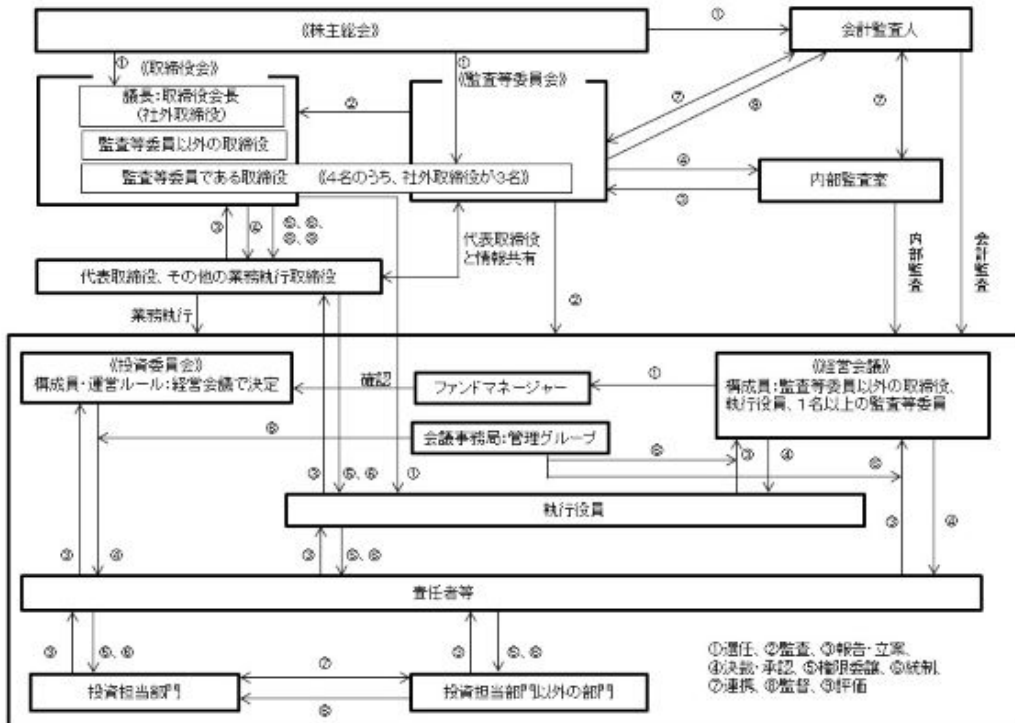 《株主総会》
①
会計監査人
①
《取締役会》
①
《監査等委員会》
議長：取締役会長
（社外取締役）
②
⑦
⑦
監査等委員以外の取締役
監査等委員である取締役　《４名のうち、社外取締役が３名》
④
③
内部監査室
③
④
代表取締役
と情報共有
内部監査
会計監査
代表取締役、その他の業務執行取締役
業務執行
②
《投資委員会》
構成員・運営ルール：経営会議で決定
確認
ファンドマネージャー
①
《経営会議》
構成員：監査等委員以外の取締役、
執行役員、１名以上の監査等委員
会議事務局：管理グループ
⑥
⑥
⑥
③
⑤、⑥
①
③
④
執行役員
③
④
③
⑤、⑥
③
④
責任者等
③
⑤、⑥
③
⑤、⑥
⑦
投資担当部門
投資担当部門以外の部門
⑥
①選任、②監査、③報告・立案、
④決裁・承認、⑤権限委譲、⑥統制、
⑦連携、⑧監督、⑨評価